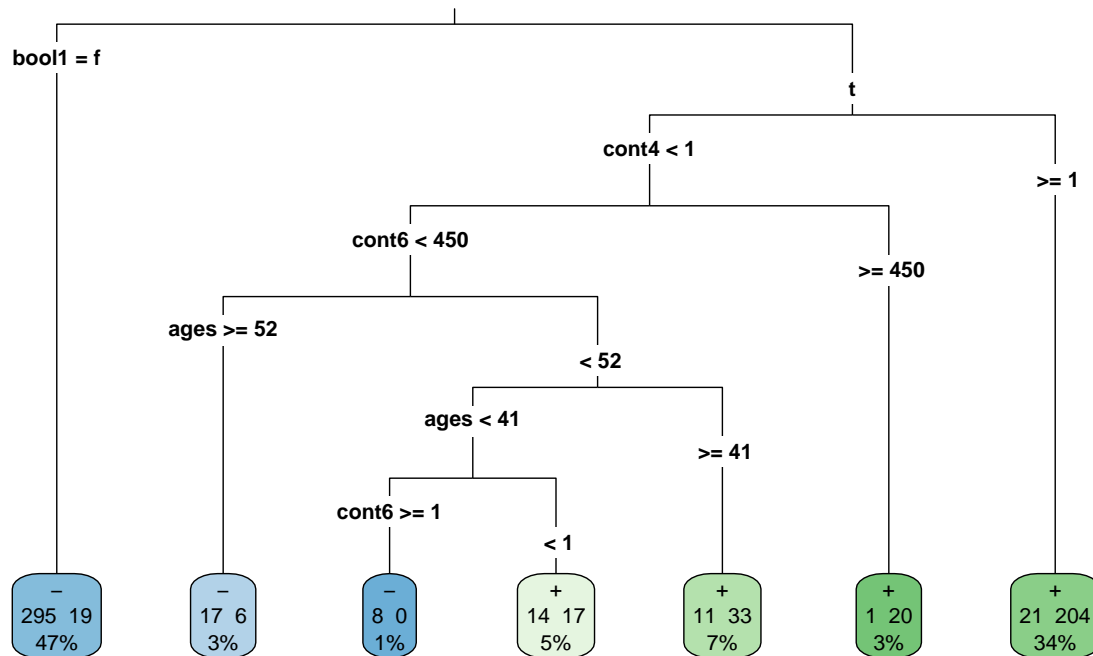 bool1 = f
t
cont4 < 1
>= 1
cont6 < 450
>= 450
ages >= 52
< 52
ages < 41
>= 41
cont6 >= 1
< 1
– – – + + + +
295 19 17 6 8 0 14 17 11 33 1 20 21 204
47% 3% 1% 5% 7% 3% 34%